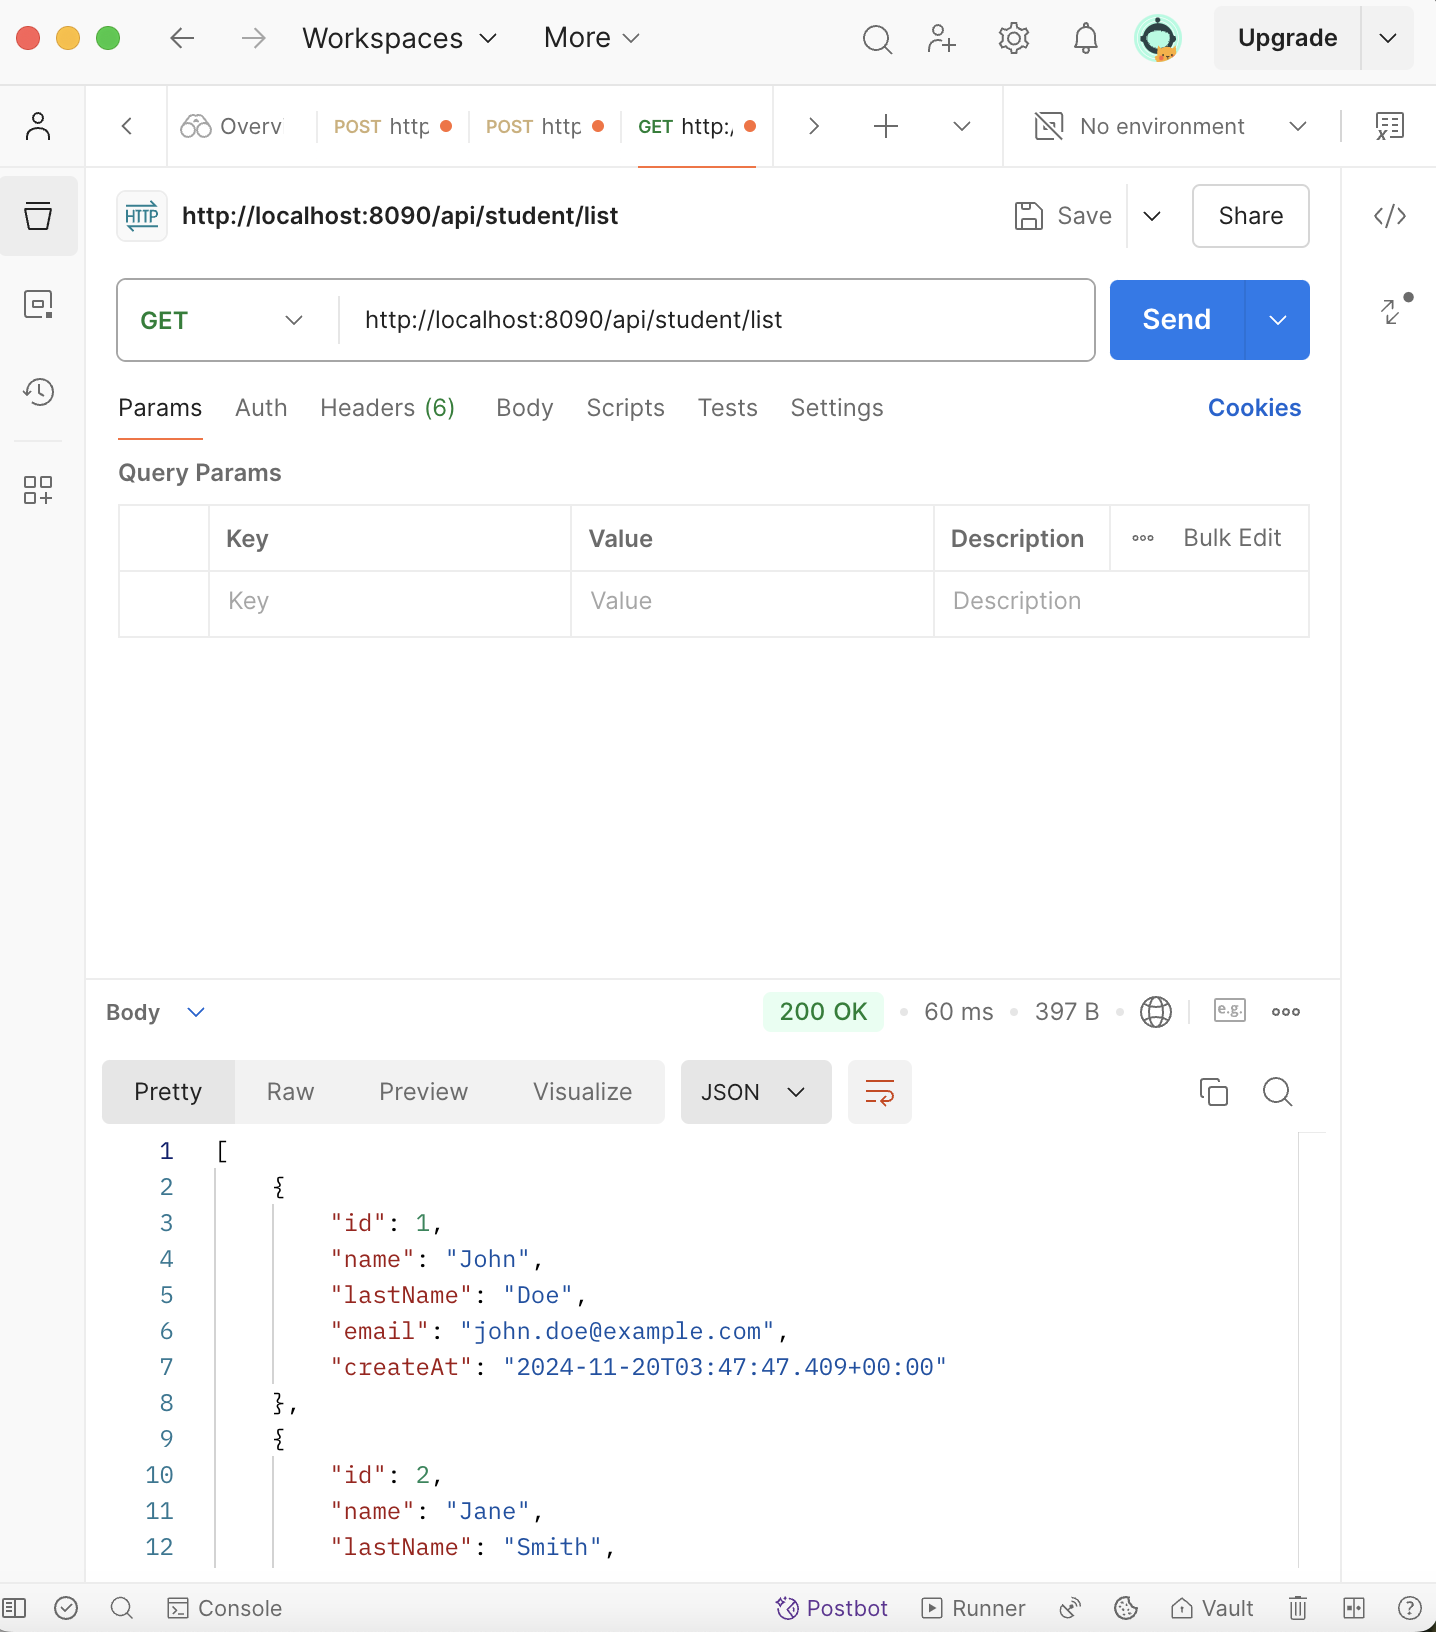 Workspaces More Upgrade
Overv POST http POST http GET http:/ No environment
HTTP http://localhost:8090/api/student/list Save Share
GET http://localhost:8090/api/student/list Send
Params Auth Headers (6) Body Scripts Tests Settings Cookies
Query Params
Key Value Description Bulk Edit
Key Value Description
Body 200 OK 60 ms 397 B e.g.
Pretty Raw Preview Visualize JSON
1 [
2 {
3 "id": 1,
4 "name": "John",
5 "lastName": "Doe",
6 "email": "john.doe@example.com",
7 "createAt": "2024-11-20T03:47:47.409+00:00"
8 },
9 {
10 "id": 2,
11 "name": "Jane",
12 "lastName": "Smith",
Console Postbot Runner Vault